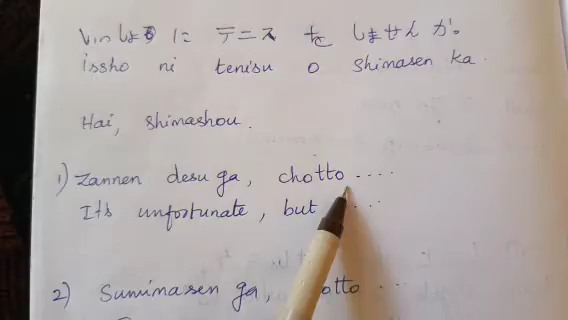 いっしょ に テニス を しませんか。
issho ni tenisu o shimasen ka.
Hai, shimashou.
1) Zannen desu ga, chotto ....
It's unfortunate, but ...
2) Sumimasen ga, ...